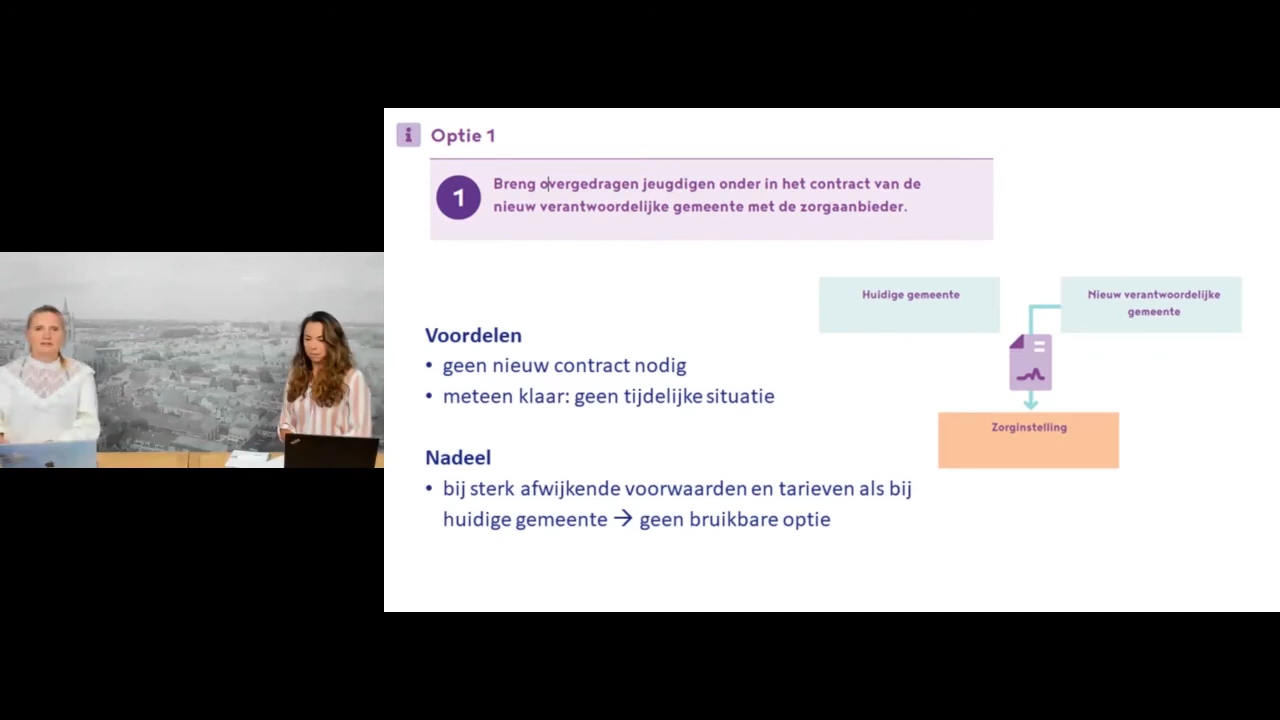 i Optie 1
1
Breng overgedragen jeugdigen onder in het contract van de
nieuw verantwoordelijke gemeente met de zorgaanbieder.
Huidige gemeente
Nieuw verantwoordelijke
gemeente
Zorginstelling
Voordelen
• geen nieuw contract nodig
• meteen klaar: geen tijdelijke situatie
Nadeel
• bij sterk afwijkende voorwaarden en tarieven als bij
huidige gemeente → geen bruikbare optie